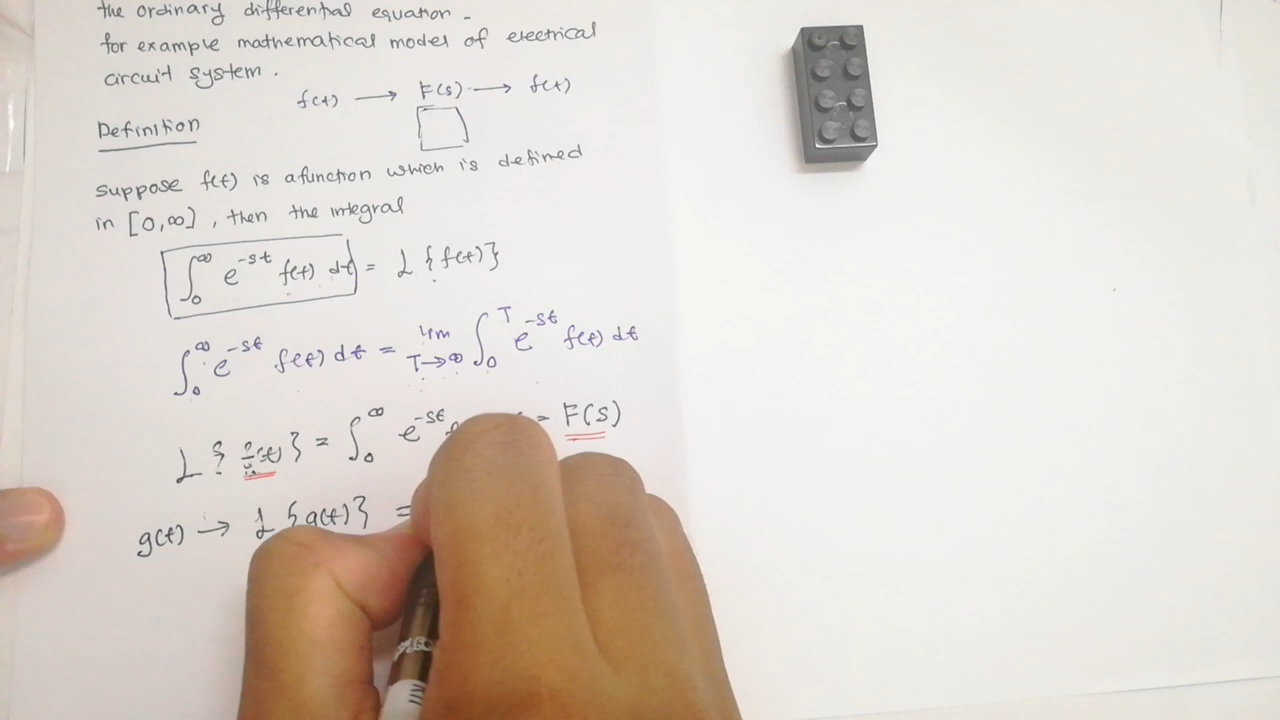 the ordinary differential equation.
for example mathematical model of electrical
circuit system.
f(t) → F(s) → f(t)
Definition
suppose f(t) is a function which is defined
in [0,∞], then the integral
∫₀^∞ e^-st f(t) dt = L{f(t)}
∫₀^∞ e^-st f(t) dt = lim T→∞ ∫₀^T e^-st f(t) dt
L{f(t)} = ∫₀^∞ e^-st = F(s)
g(t) → L{g(t)} =